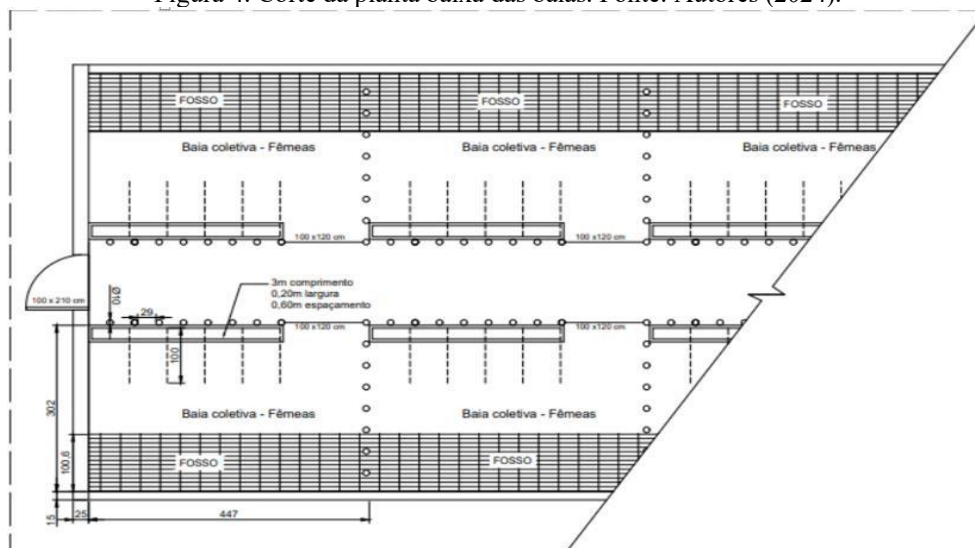 Figura 4. Corte da planta baixa das baias. Fonte: Autores (2024).
FOSSO
FOSSO
FOSSO
Baia coletiva - Fêmeas
Baia coletiva - Fêmeas
Baia coletiva - Fêmeas
100 x120 cm
100 x120 cm
3m comprimento
0,20m largura
0,60m espaçamento
100 x 210 cm
Ø10
29
100 x120 cm
100 x120 cm
100
302
Baia coletiva - Fêmeas
Baia coletiva - Fêmeas
100,6
FOSSO
FOSSO
15
25
447